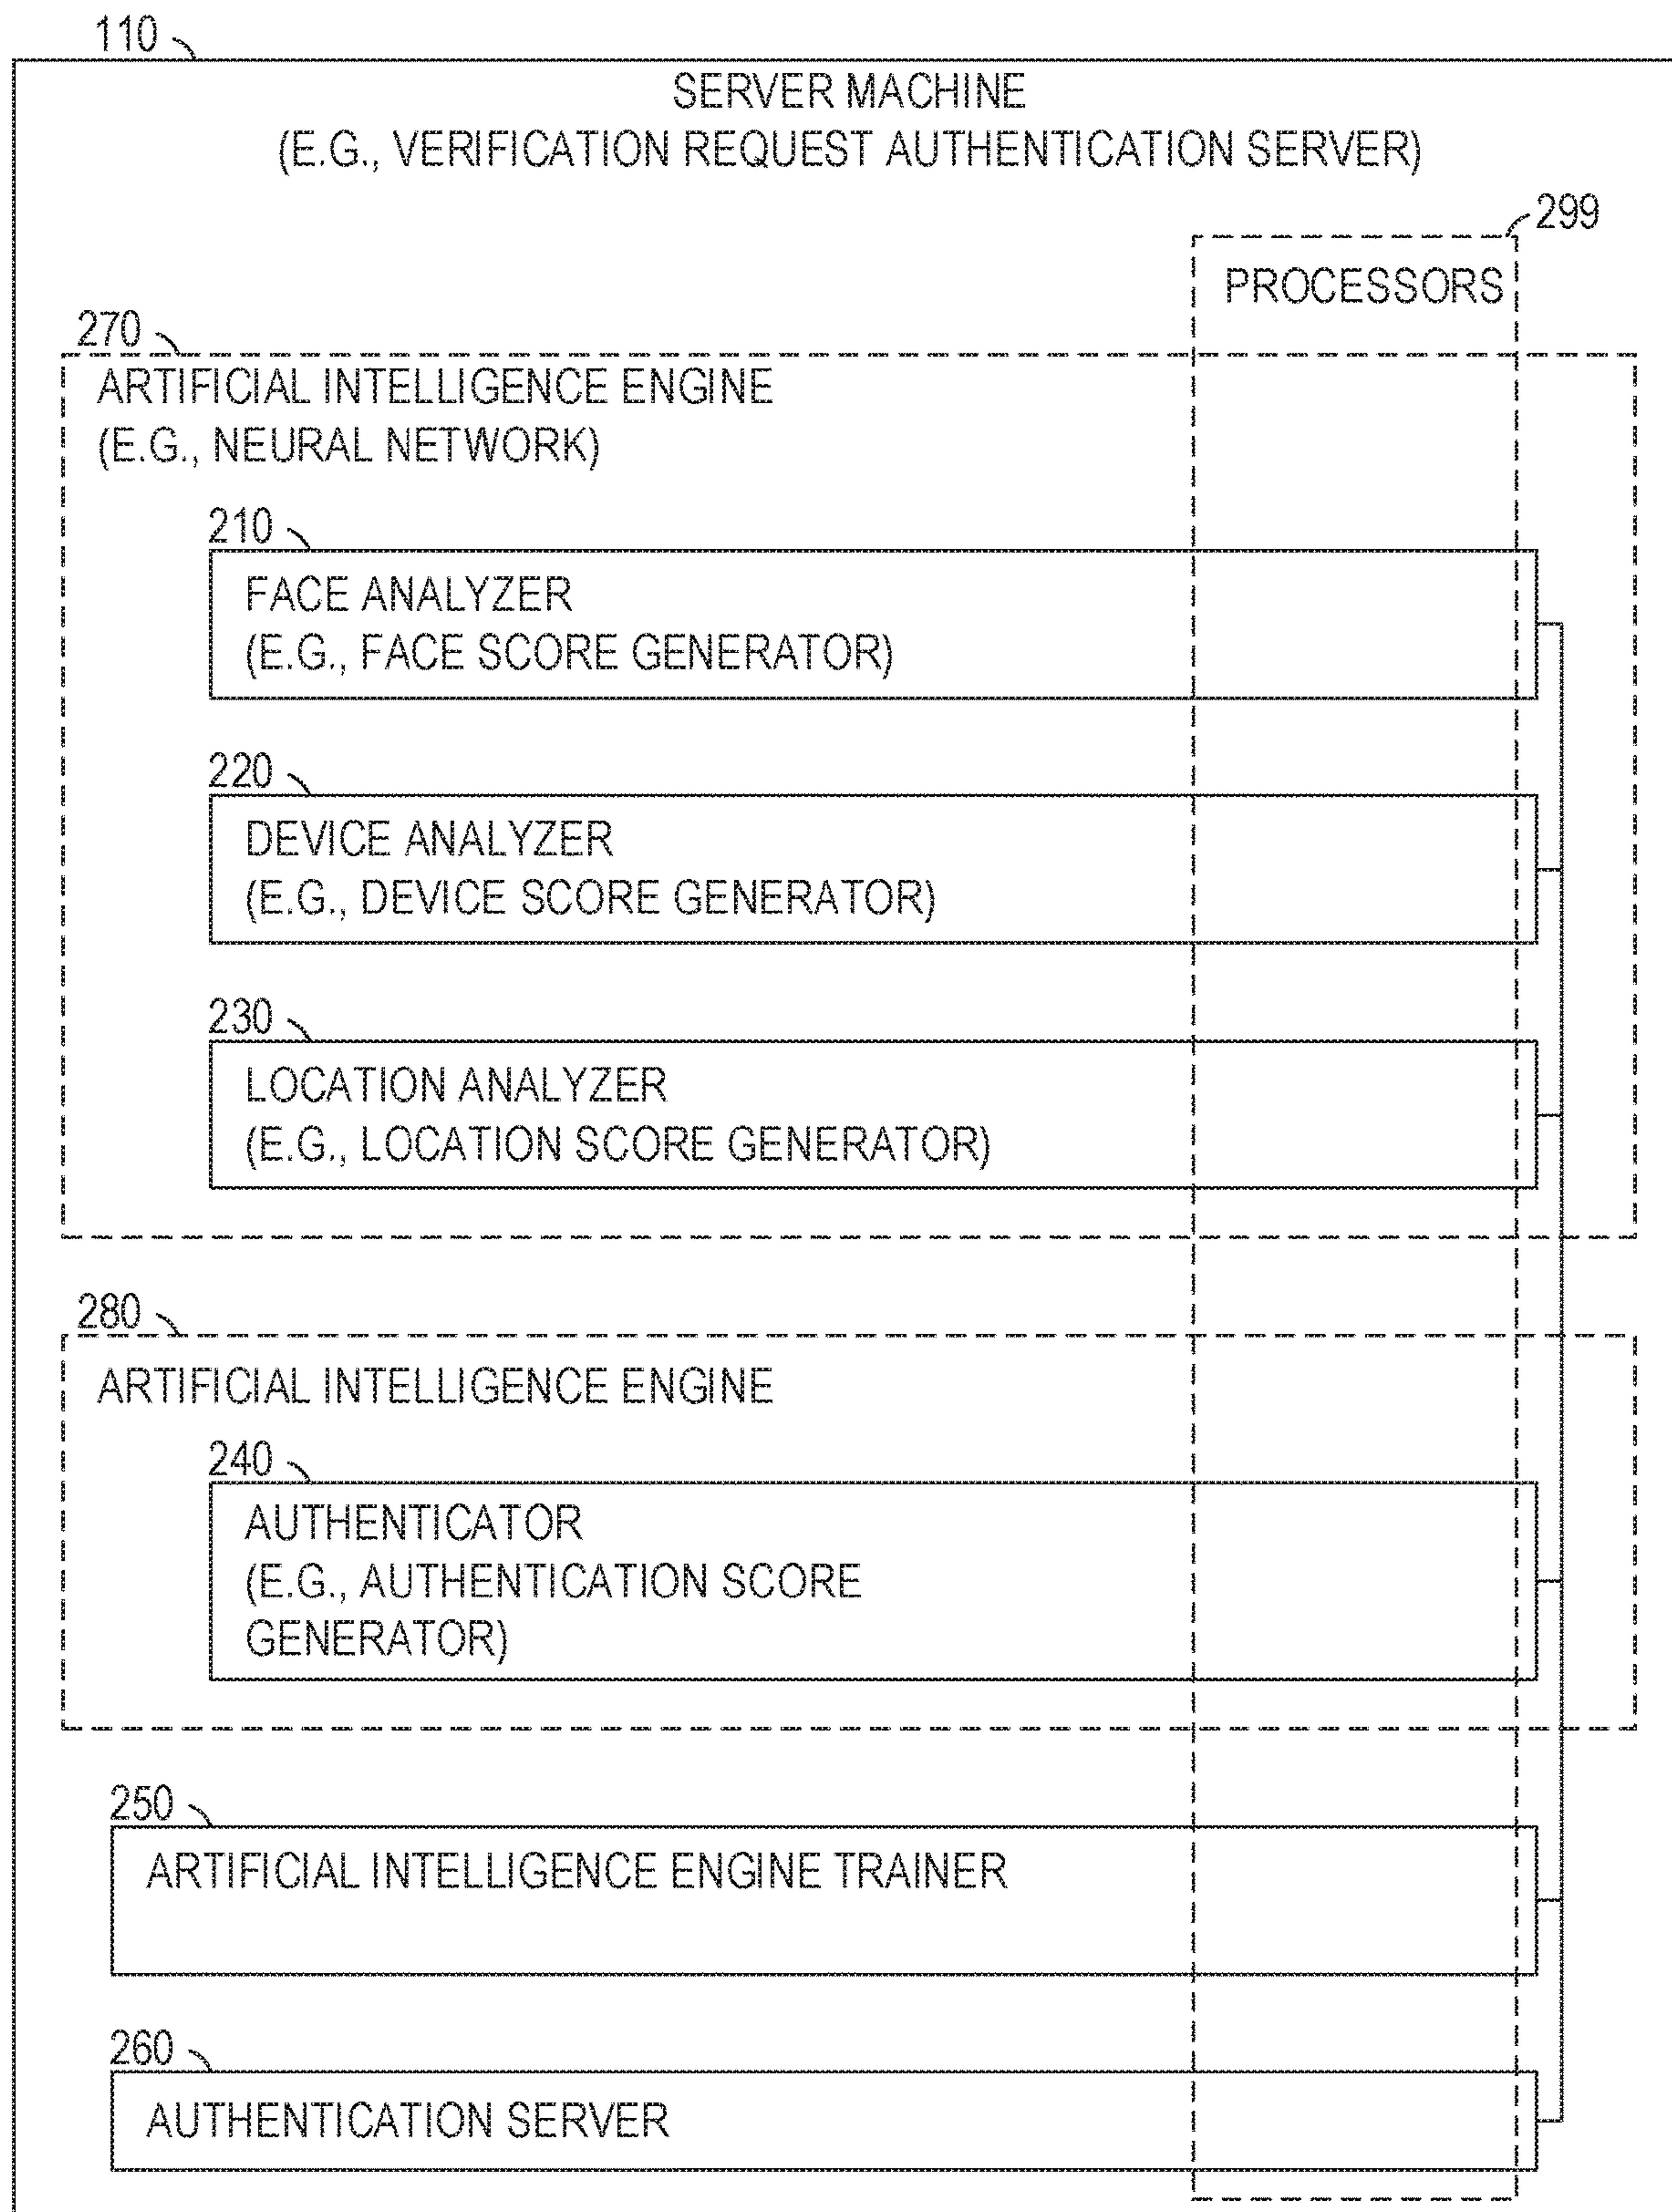 110
SERVER MACHINE
(E.G., VERIFICATION REQUEST AUTHENTICATION SERVER)
299
PROCESSORS
270
ARTIFICIAL INTELLIGENCE ENGINE
(E.G., NEURAL NETWORK)
210
FACE ANALYZER
(E.G., FACE SCORE GENERATOR)
220
DEVICE ANALYZER
(E.G., DEVICE SCORE GENERATOR)
230
LOCATION ANALYZER
(E.G., LOCATION SCORE GENERATOR)
280
ARTIFICIAL INTELLIGENCE ENGINE
240
AUTHENTICATOR
(E.G., AUTHENTICATION SCORE
GENERATOR)
250
ARTIFICIAL INTELLIGENCE ENGINE TRAINER
260
AUTHENTICATION SERVER